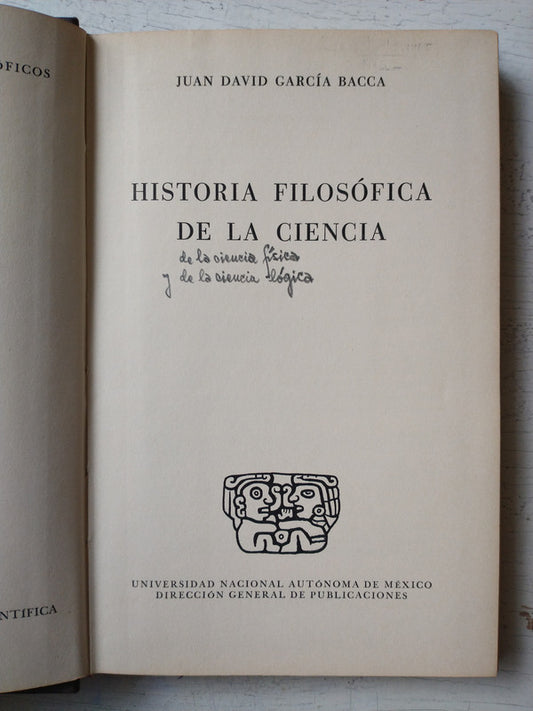 ÓFICOS
JUAN DAVID GARCÍA BACCA
HISTORIA FILOSÓFICA
DE LA CIENCIA
de la ciencia física
y de la ciencia lógica
UNIVERSIDAD NACIONAL AUTÓNOMA DE MÉXICO
DIRECCIÓN GENERAL DE PUBLICACIONES
NTÍFICA